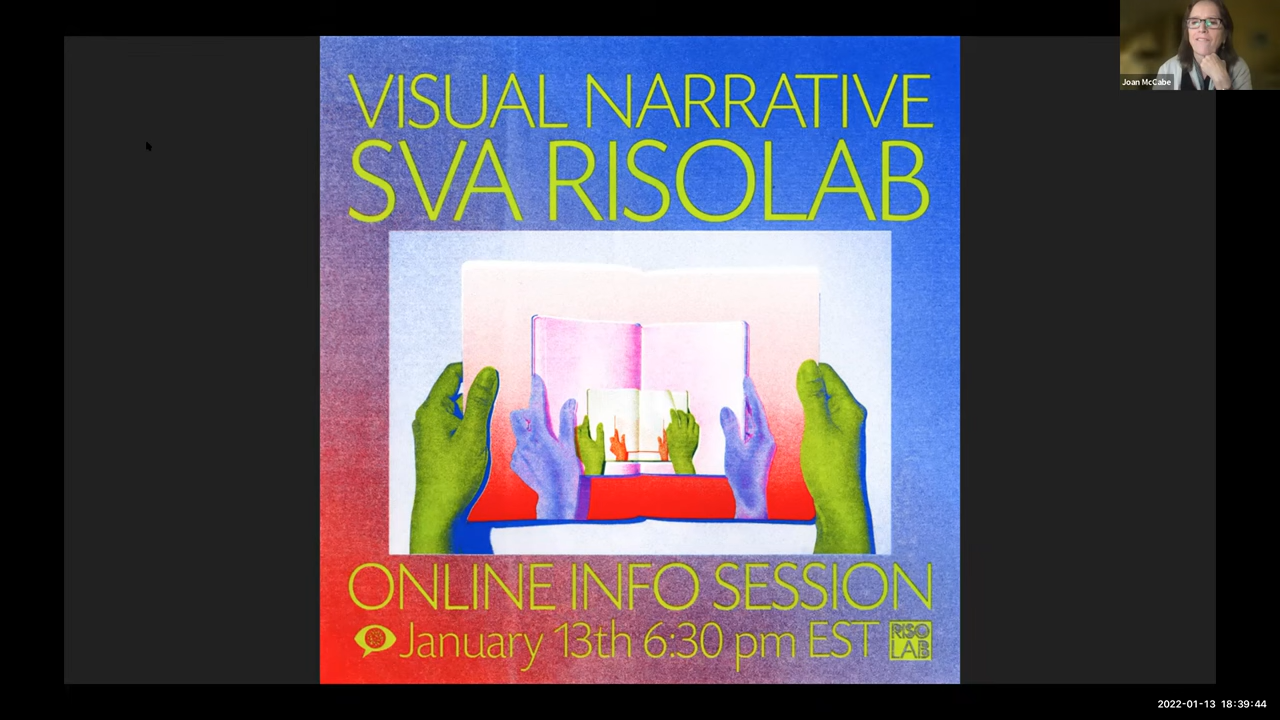 VISUAL NARRATIVE
SVA RISOLAB
ONLINE INFO SESSION
January 13th 6:30 pm EST
RISO
LAB
Joan McCabe
2022-01-13 18:39:44